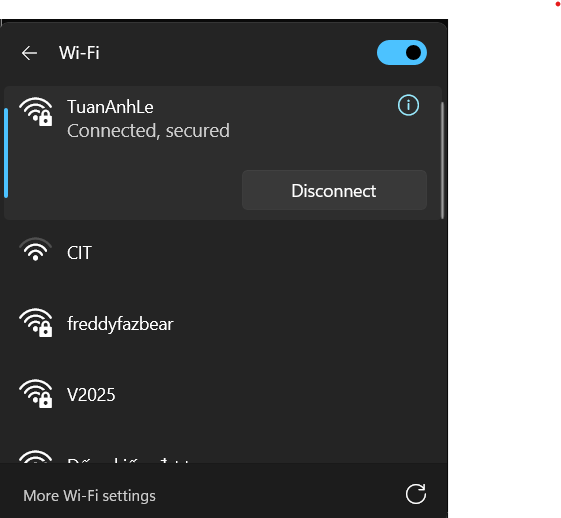 Wi-Fi
TuanAnhLe
Connected, secured
Disconnect
CIT
freddyfazbear
V2025
More Wi-Fi settings